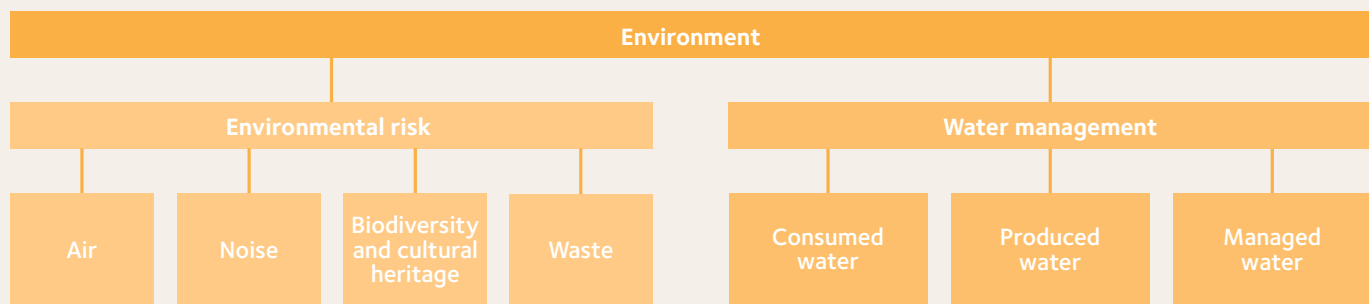 Environment
Environmental risk
Water management
Air
Noise
Biodiversity
and cultural
heritage
Waste
Consumed
water
Produced
water
Managed
water